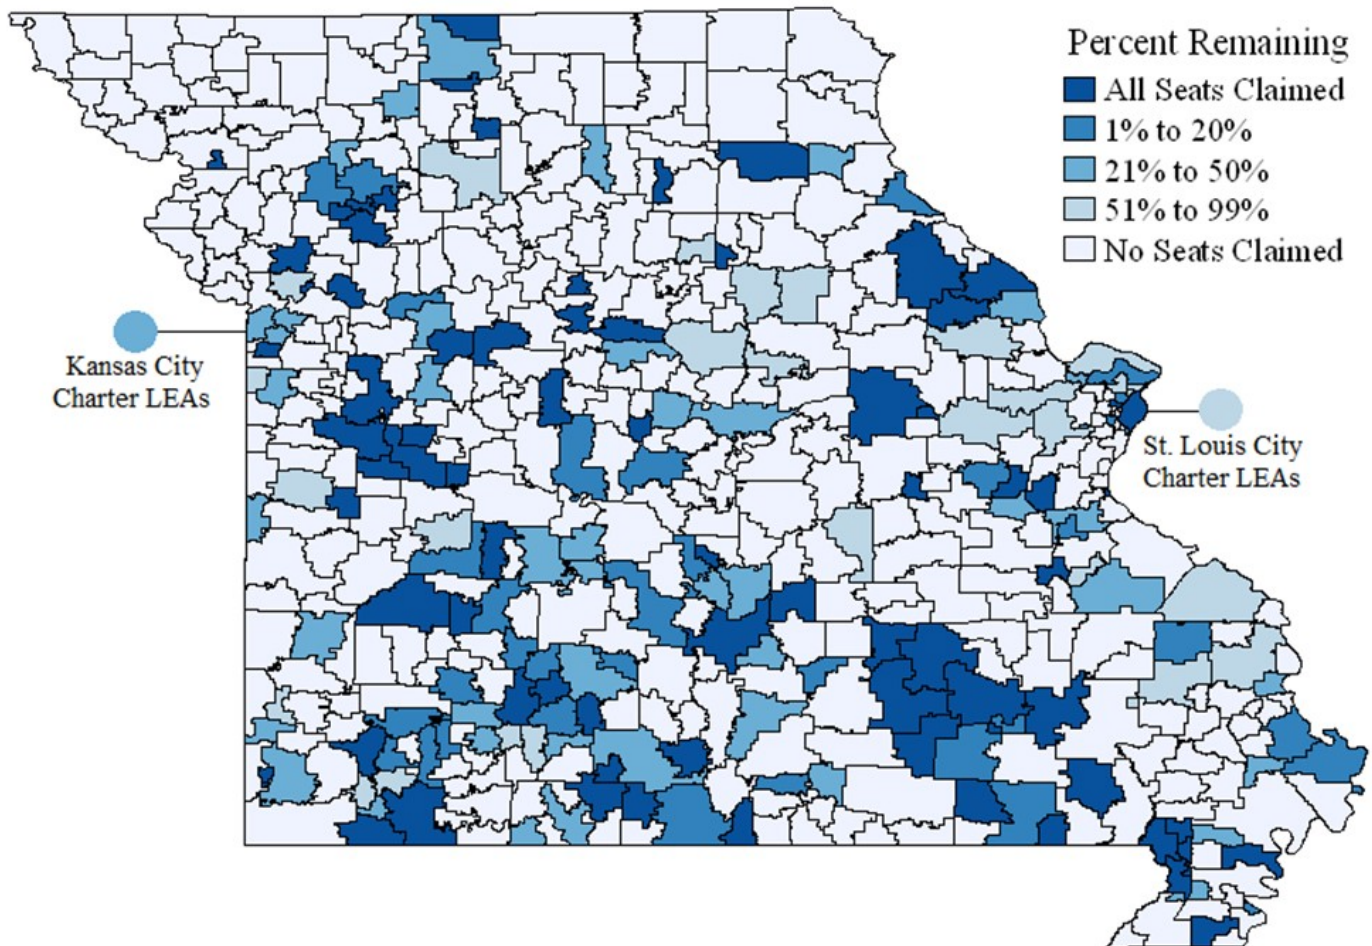 Percent Remaining
All Seats Claimed
1% to 20%
21% to 50%
51% to 99%
No Seats Claimed
Kansas City
Charter LEAs
St. Louis City
Charter LEAs